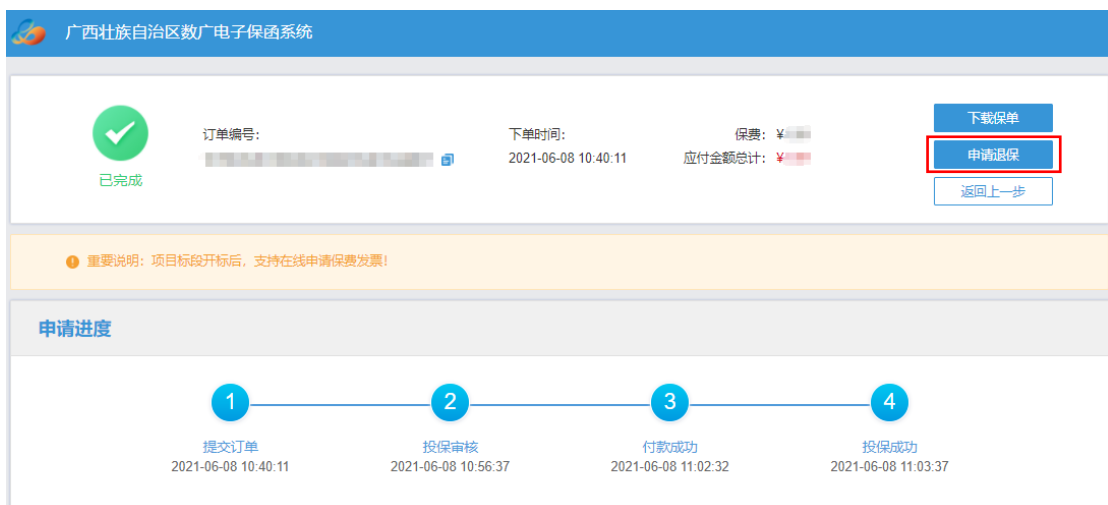 广西壮族自治区数广电子保函系统
订单编号：
下单时间：
保费：¥
下载保单
2021-06-08 10:40:11
应付金额总计：¥
申请退保
已完成
返回上一步
重要说明：项目标段开标后，支持在线申请保费发票！
申请进度
1
2
3
4
提交订单
投保审核
付款成功
投保成功
2021-06-08 10:40:11
2021-06-08 10:56:37
2021-06-08 11:02:32
2021-06-08 11:03:37